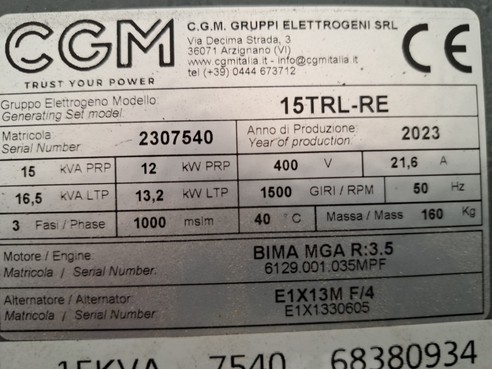 CGM
TRUST YOUR POWER
C.G.M. GRUPPI ELETTROGENI SRL
Via Decima Strada, 3
36071 Arzignano (VI)
www.cgmitalia.it - info@cgmitalia.it
tel (+39) 0444 673712
CE
Gruppo Elettrogeno Modello:
Generating Set model:
15TRL-RE
Matricola:
Serial Number:
2307540
Anno di Produzione:
Year of production:
2023
15 kVA PRP 12 kW PRP 400 V 21,6 A
16,5 kVA LTP 13,2 kW LTP 1500 GIRI / RPM 50 Hz
3 Fasi / Phase 1000 mslm 40 °C Massa / Mass 160 Kg
Motore / Engine:
Matricola / Serial Number:
BIMA MGA R:3.5
6129.001.035MPF
Alternatore / Alternator:
Matricola / Serial Number:
E1X13M F/4
E1X1330605
15KVA 7540 68380934